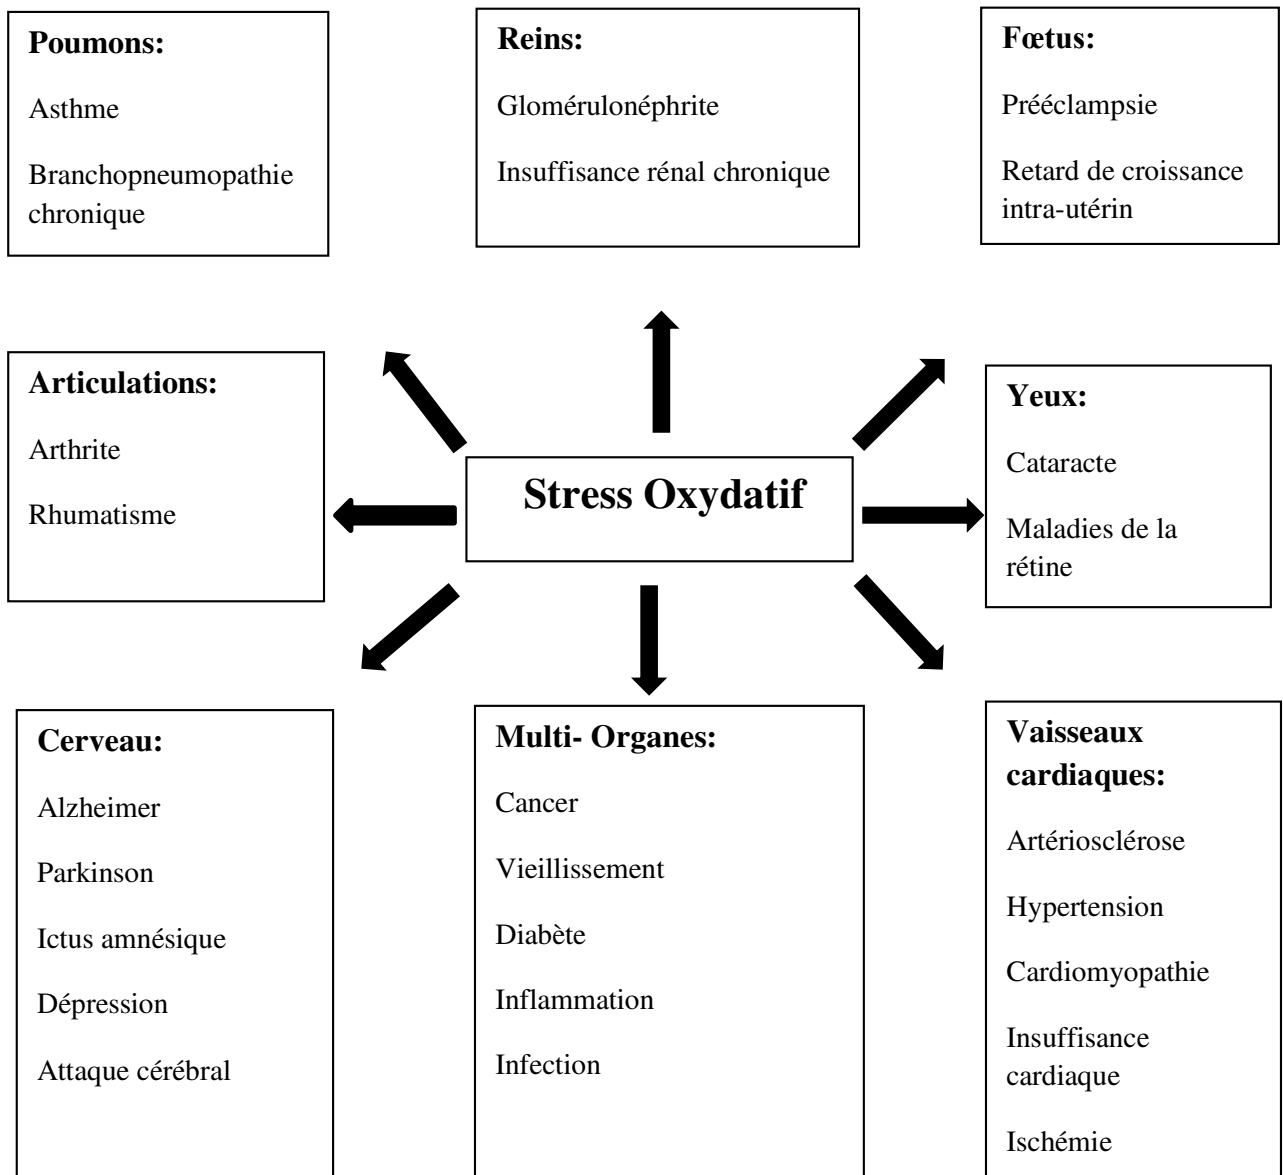 Poumons:
Asthme
Branchopneumopathie
chronique
Reins:
Glomérulonéphrite
Insuffisance rénal chronique
Fœtus:
Prééclampsie
Retard de croissance
intra-utérin
Articulations:
Arthrite
Rhumatisme
Stress Oxydatif
Yeux:
Cataracte
Maladies de la
rétine
Cerveau:
Alzheimer
Parkinson
Ictus amnésique
Dépression
Attaque cérébral
Multi- Organes:
Cancer
Vieillissement
Diabète
Inflammation
Infection
Vaisseaux
cardiaques:
Artériosclérose
Hypertension
Cardiomyopathie
Insuffisance
cardiaque
Ischémie